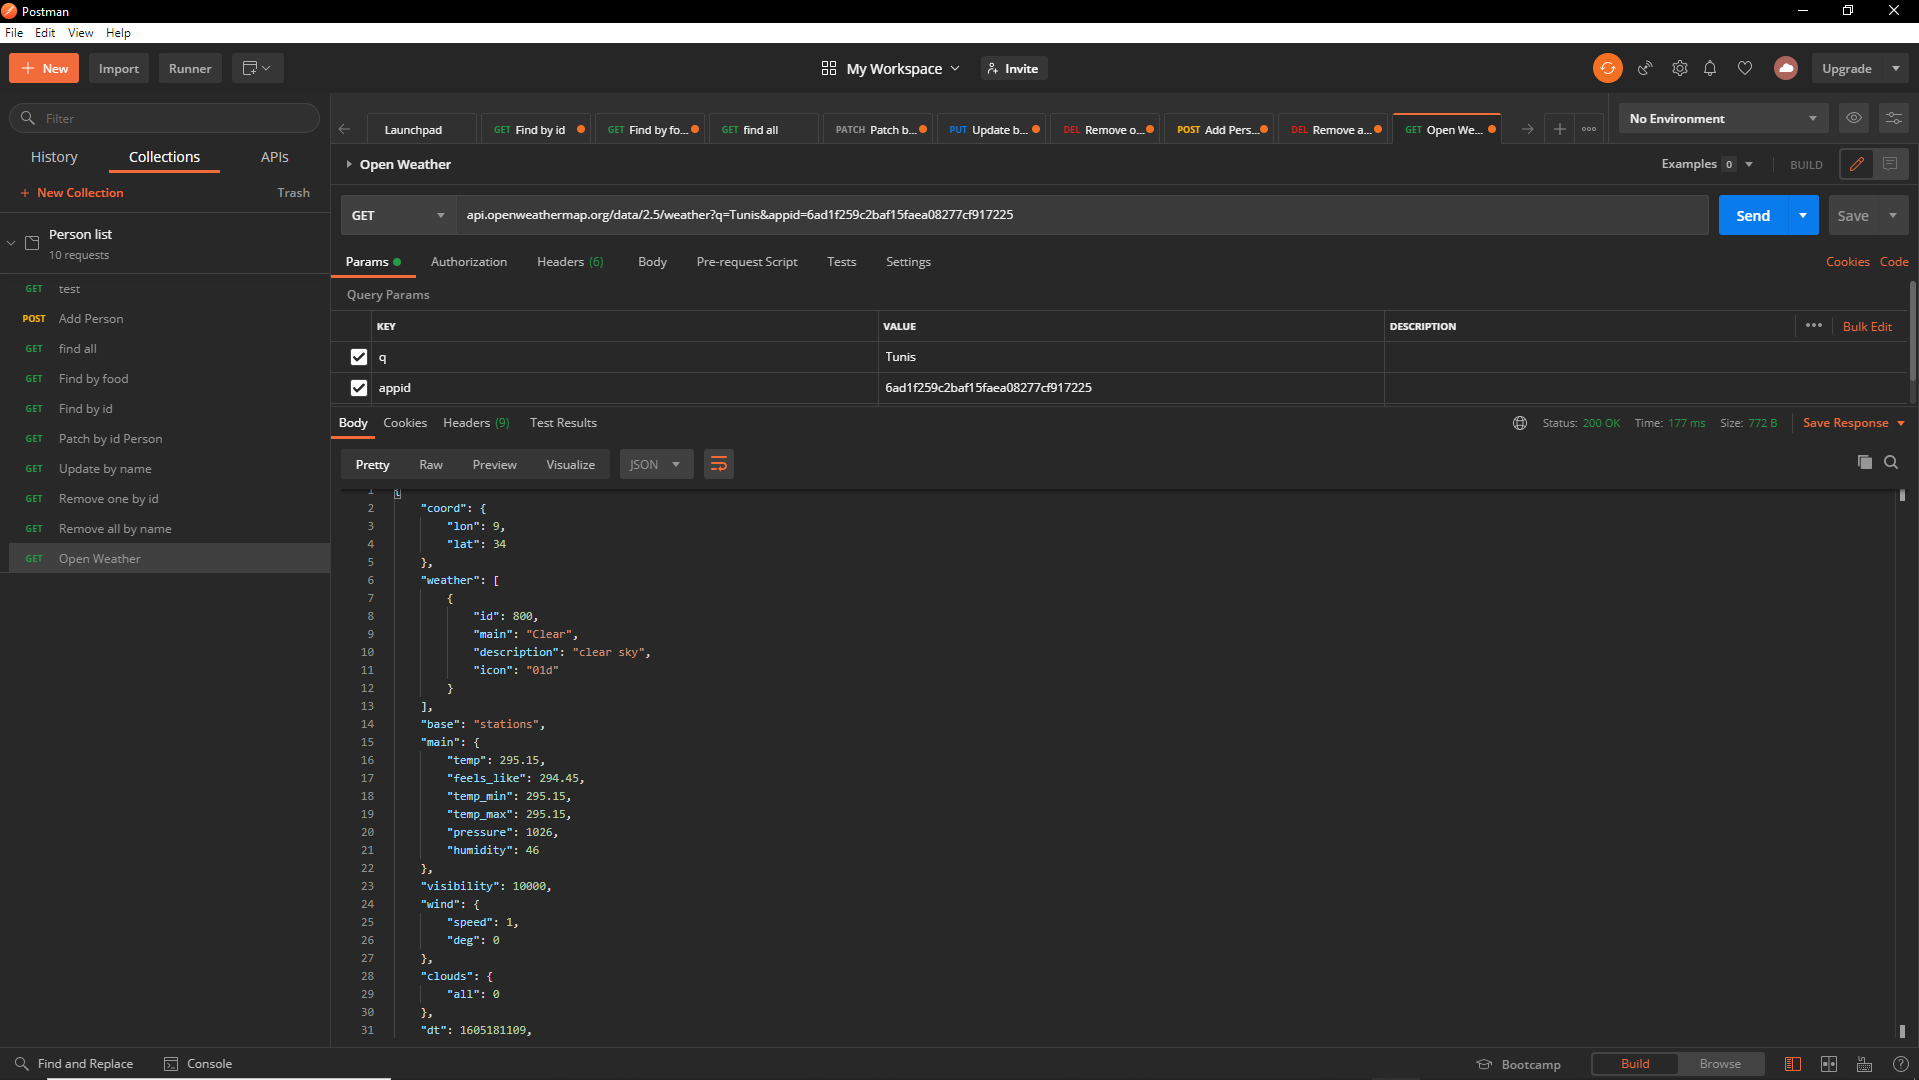 Postman
File Edit View Help
New Import Runner My Workspace Invite Upgrade
Filter
History Collections APIs
New Collection Trash
Person list
10 requests
GET test
POST Add Person
GET find all
GET Find by food
GET Find by id
GET Patch by id Person
GET Update by name
GET Remove one by id
GET Remove all by name
GET Open Weather
Launchpad GET Find by id GET Find by fo... GET find all PATCH Patch b... PUT Update b... DEL Remove o... POST Add Pers... DEL Remove a... GET Open We... No Environment
Open Weather Examples 0 BUILD
GET api.openweathermap.org/data/2.5/weather?q=Tunis&appid=6ad1f259c2baf15faea08277cf917225 Send Save
Params Authorization Headers (6) Body Pre-request Script Tests Settings Cookies Code
Query Params
KEY VALUE DESCRIPTION Bulk Edit
q Tunis
appid 6ad1f259c2baf15faea08277cf917225
Body Cookies Headers (9) Test Results Status: 200 OK Time: 177 ms Size: 772 B Save Response
Pretty Raw Preview Visualize JSON
1 {
2 "coord": {
3 "lon": 9,
4 "lat": 34
5 },
6 "weather": [
7 {
8 "id": 800,
9 "main": "Clear",
10 "description": "clear sky",
11 "icon": "01d"
12 }
13 ],
14 "base": "stations",
15 "main": {
16 "temp": 295.15,
17 "feels_like": 294.45,
18 "temp_min": 295.15,
19 "temp_max": 295.15,
20 "pressure": 1026,
21 "humidity": 46
22 },
23 "visibility": 10000,
24 "wind": {
25 "speed": 1,
26 "deg": 0
27 },
28 "clouds": {
29 "all": 0
30 },
31 "dt": 1605181109,
Find and Replace Console Bootcamp Build Browse